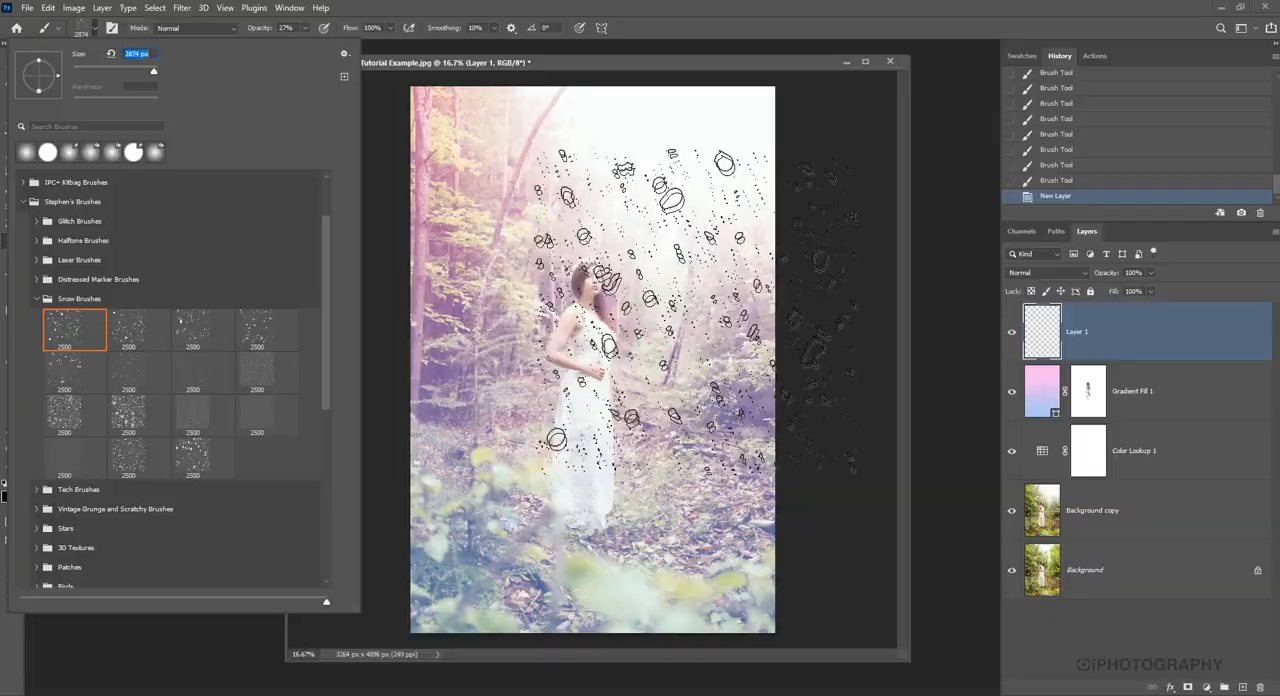 Ps File Edit Image Layer Type Select Filter 3D View Plugins Window Help
2874 Mode: Normal Opacity: 27% Flow: 100% Smoothing: 10% 0°
Size: 2874 px
Hardness:
Search Brushes
IPC+ Kitbag Brushes
Stephen's Brushes
Glitch Brushes
Halftone Brushes
Laser Brushes
Distressed Marker Brushes
Snow Brushes
2500 2500 2500 2500
2500 2500 2500 2500
2500 2500 2500 2500
2500 2500 2500
Tech Brushes
Vintage Grunge and Scratchy Brushes
Stars
3D Textures
Patches
Birds
Tutorial Example.jpg @ 16.7% (Layer 1, RGB/8*) *
16.67% 3264 px x 4896 px (240 ppi)
Swatches History Actions
Brush Tool
Brush Tool
Brush Tool
Brush Tool
Brush Tool
Brush Tool
Brush Tool
Brush Tool
New Layer
Channels Paths Layers
Kind
Normal Opacity: 100%
Lock: Fill: 100%
Layer 1
Gradient Fill 1
Color Lookup 1
Background copy
Background
fx
iPHOTOGRAPHY